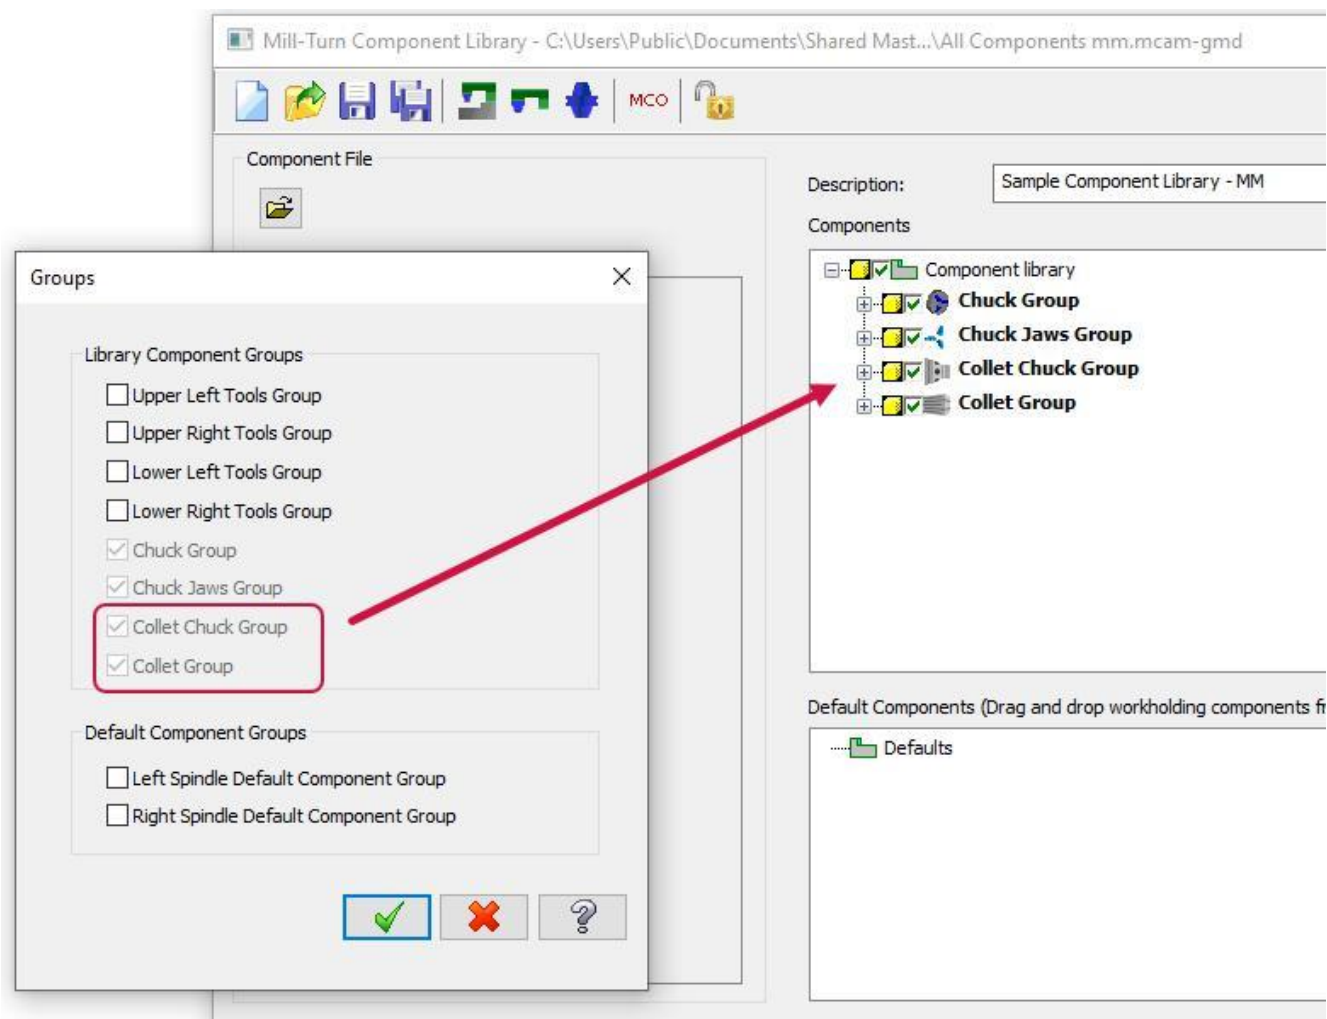 Mill-Turn Component Library - C:\Users\Public\Documents\Shared Mast...\All Components mm.mcam-gmd
MCO
Component File
Description:
Sample Component Library - MM
Components
Component library
Chuck Group
Chuck Jaws Group
Collet Chuck Group
Collet Group
Groups
Library Component Groups
Upper Left Tools Group
Upper Right Tools Group
Lower Left Tools Group
Lower Right Tools Group
Chuck Group
Chuck Jaws Group
Collet Chuck Group
Collet Group
Default Component Groups
Left Spindle Default Component Group
Right Spindle Default Component Group
Default Components (Drag and drop workholding components
Defaults